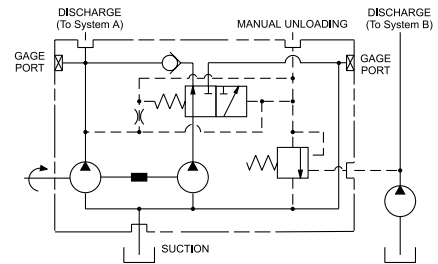 DISCHARGE
(To System A)
MANUAL UNLOADING
DISCHARGE
(To System B)
GAGE
PORT
GAGE
PORT
SUCTION